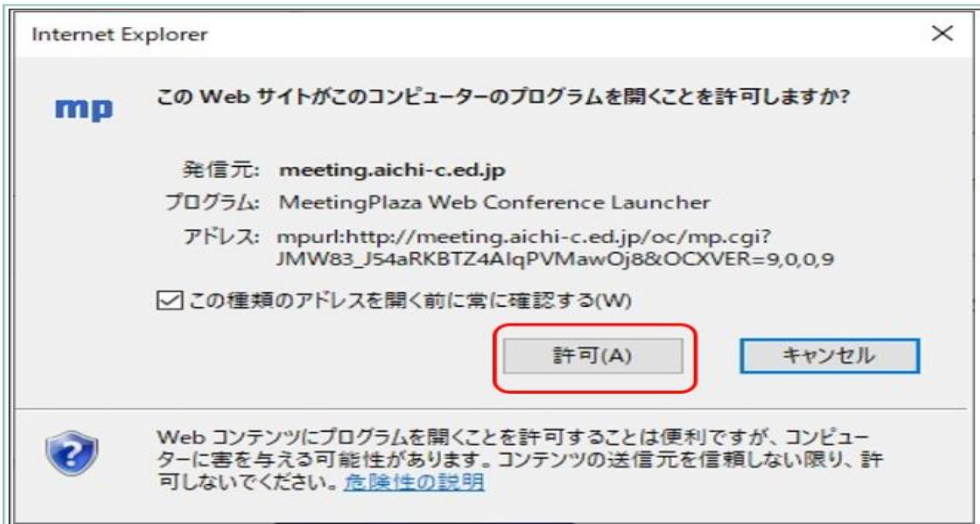 Internet Explorer
mp
この Web サイトがこのコンピューターのプログラムを開くことを許可しますか?
発信元: meeting.aichi-c.ed.jp
プログラム: MeetingPlaza Web Conference Launcher
アドレス: mpurl:http://meeting.aichi-c.ed.jp/oc/mp.cgi?
JMW83_J54aRKBTZ4AIqPVMawOj8&OCXVER=9,0,0,9
この種類のアドレスを開く前に常に確認する(W)
許可(A)
キャンセル
Web コンテンツにプログラムを開くことを許可することは便利ですが、コンピュー
ターに害を与える可能性があります。コンテンツの送信元を信頼しない限り、許
可しないでください。危険性の説明